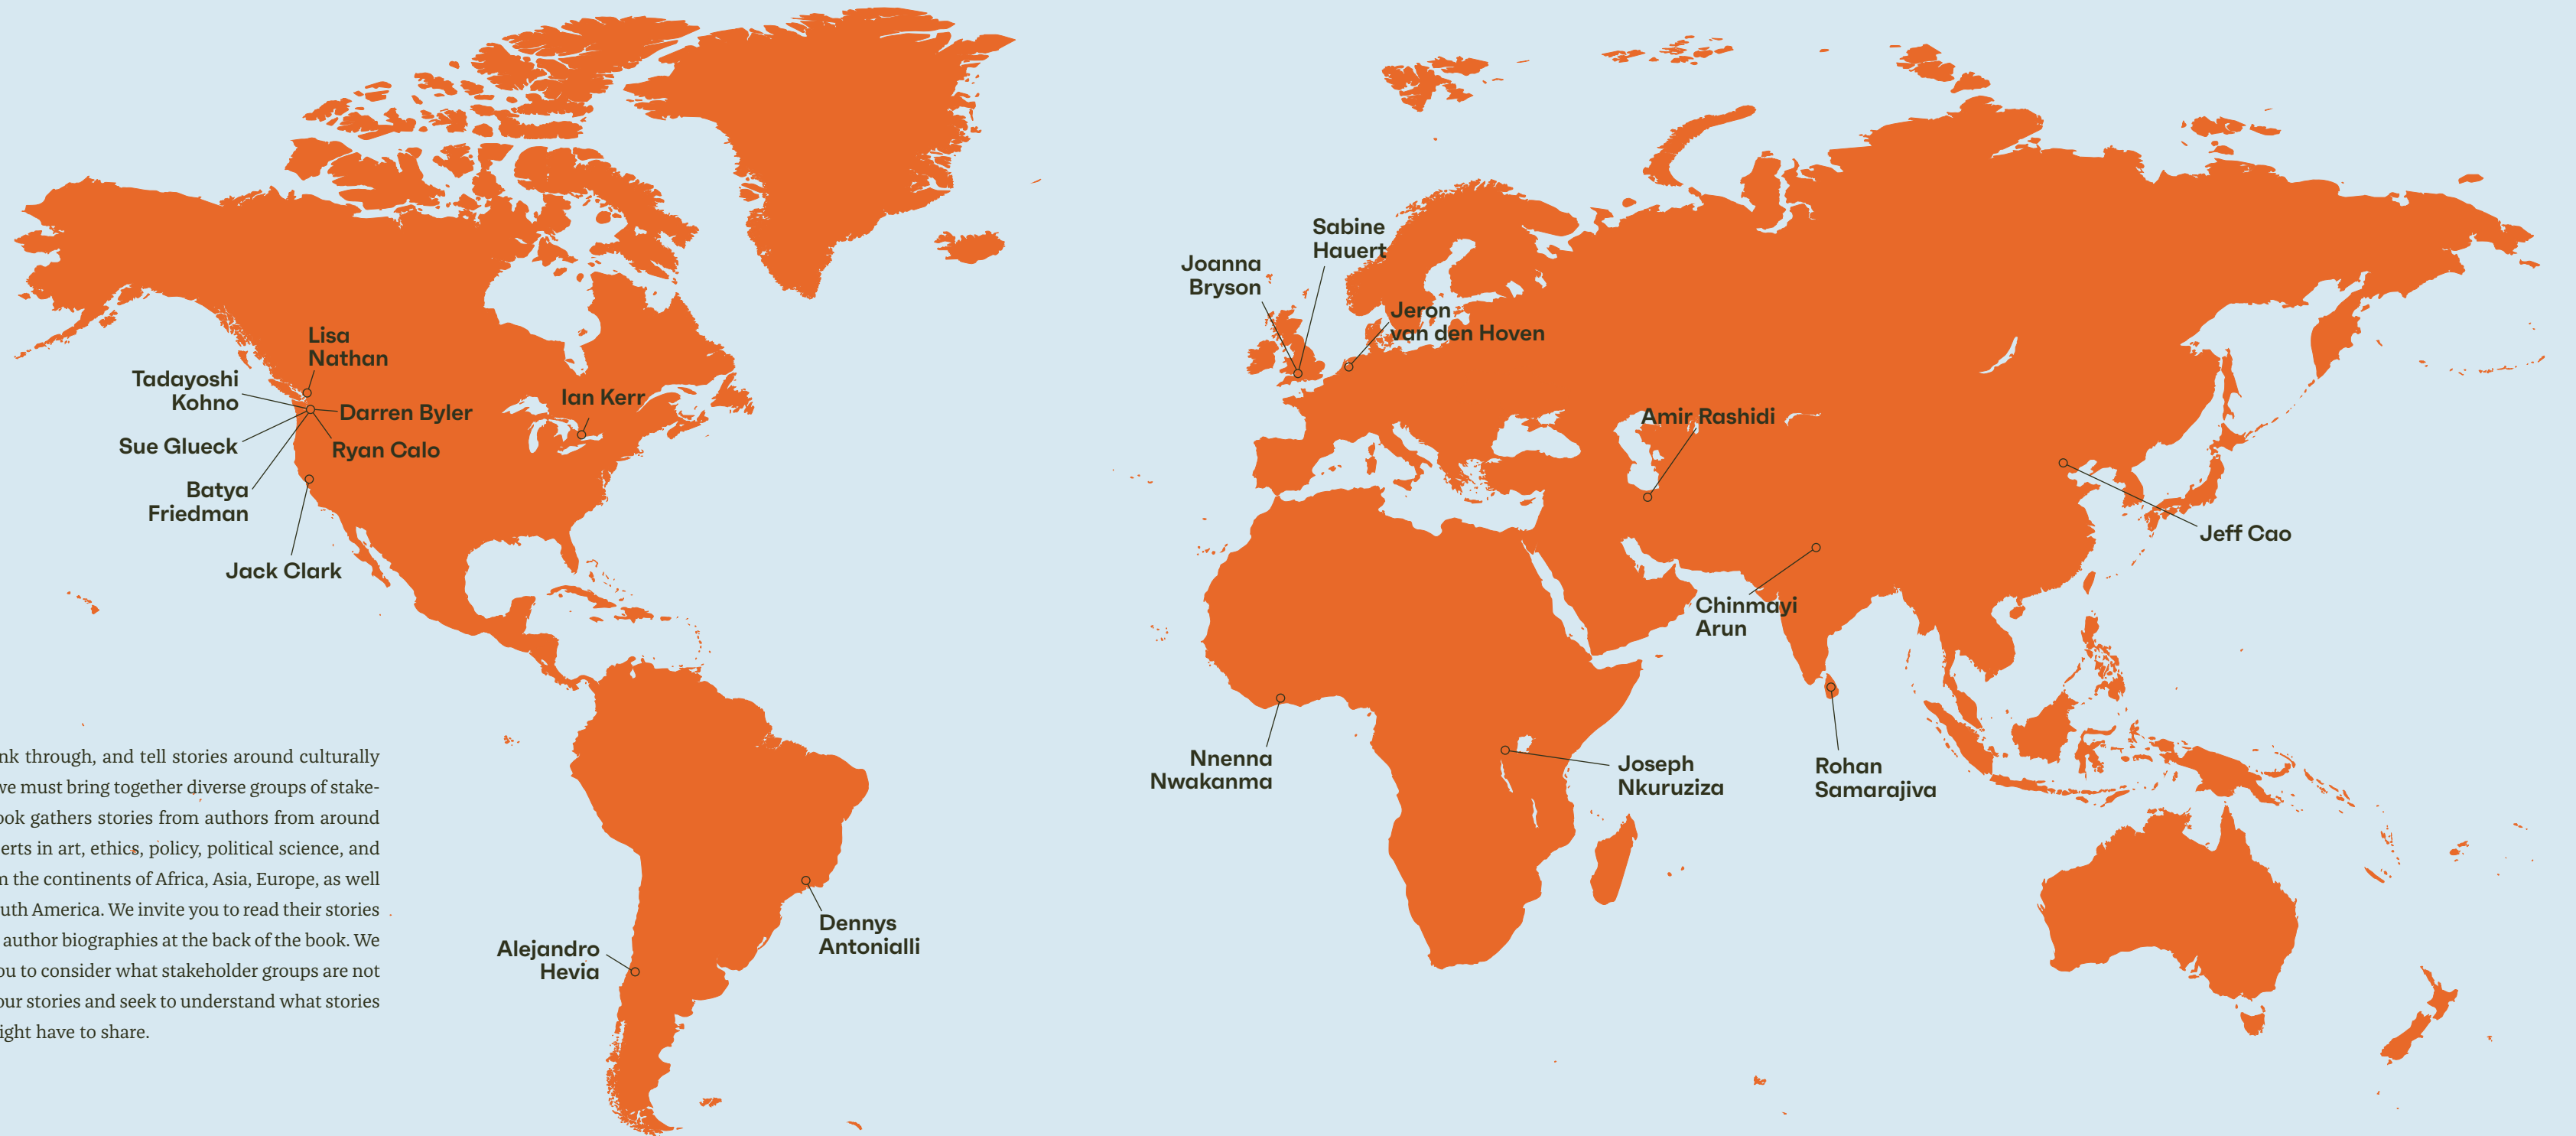 Sabine
Hauert
Joanna
Bryson
Jeron
van den Hoven
Lisa
Nathan
Tadayoshi
Kohno
Ian Kerr
Darren Byler
Amir Rashidi
Sue Glueck
Ryan Calo
Batya
Friedman
Jeff Cao
Jack Clark
Chinmayi
Arun
Nnenna
Nwakanma
Joseph
Nkuruziza
Rohan
Samarajiva
Dennys
Antonialli
Alejandro
Hevia
nk through, and tell stories around culturally
we must bring together diverse groups of stake-
ook gathers stories from authors from around
erts in art, ethics, policy, political science, and
m the continents of Africa, Asia, Europe, as well
uth America. We invite you to read their stories
author biographies at the back of the book. We
ou to consider what stakeholder groups are not
our stories and seek to understand what stories
ight have to share.